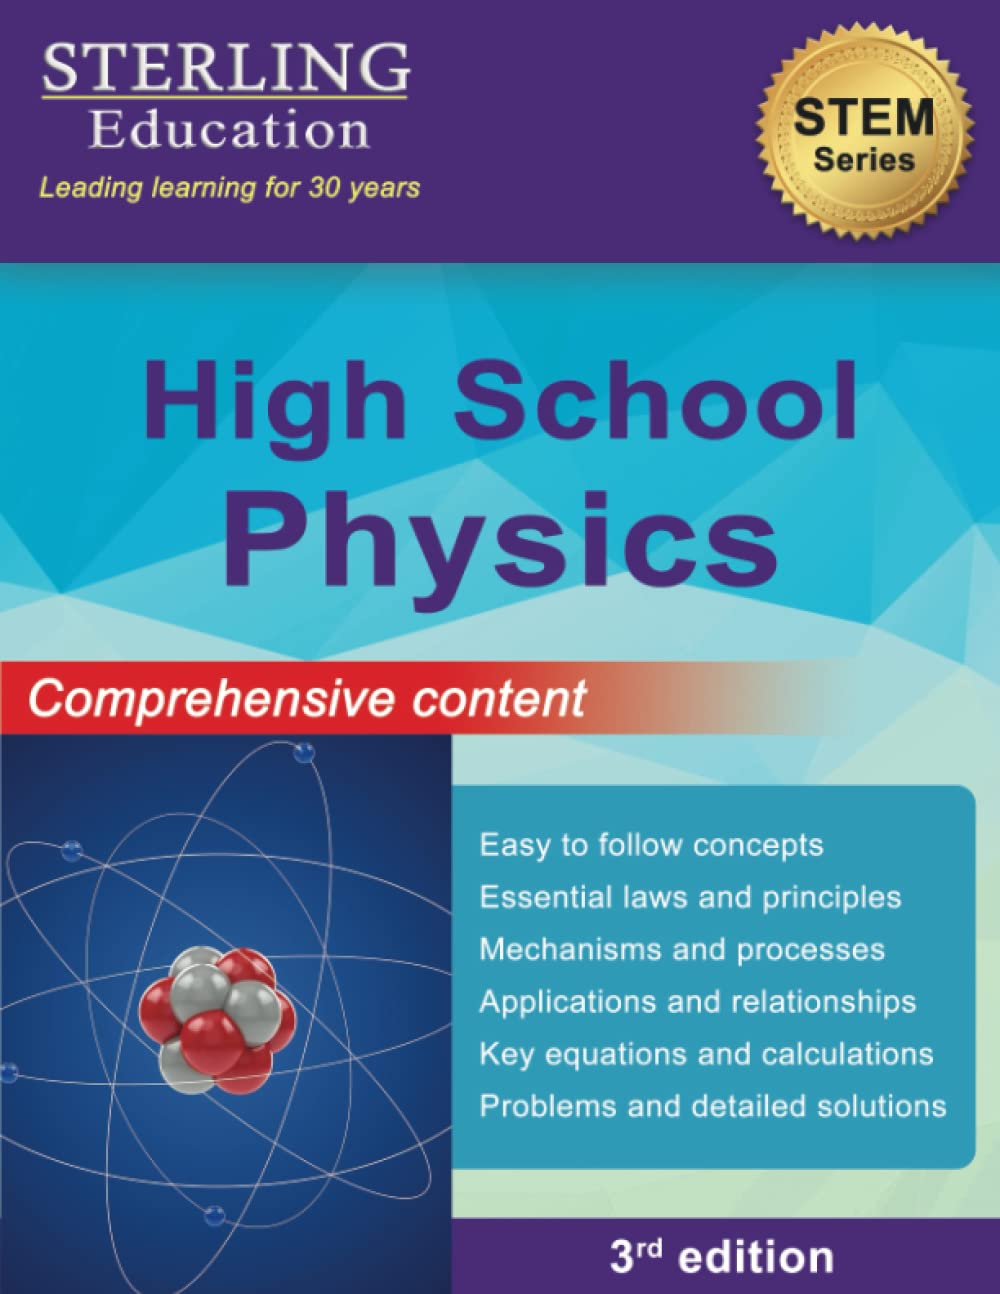 STERLING
Education
Leading learning for 30 years
STEM
Series
High School
Physics
Comprehensive content
Easy to follow concepts
Essential laws and principles
Mechanisms and processes
Applications and relationships
Key equations and calculations
Problems and detailed solutions
3rd edition